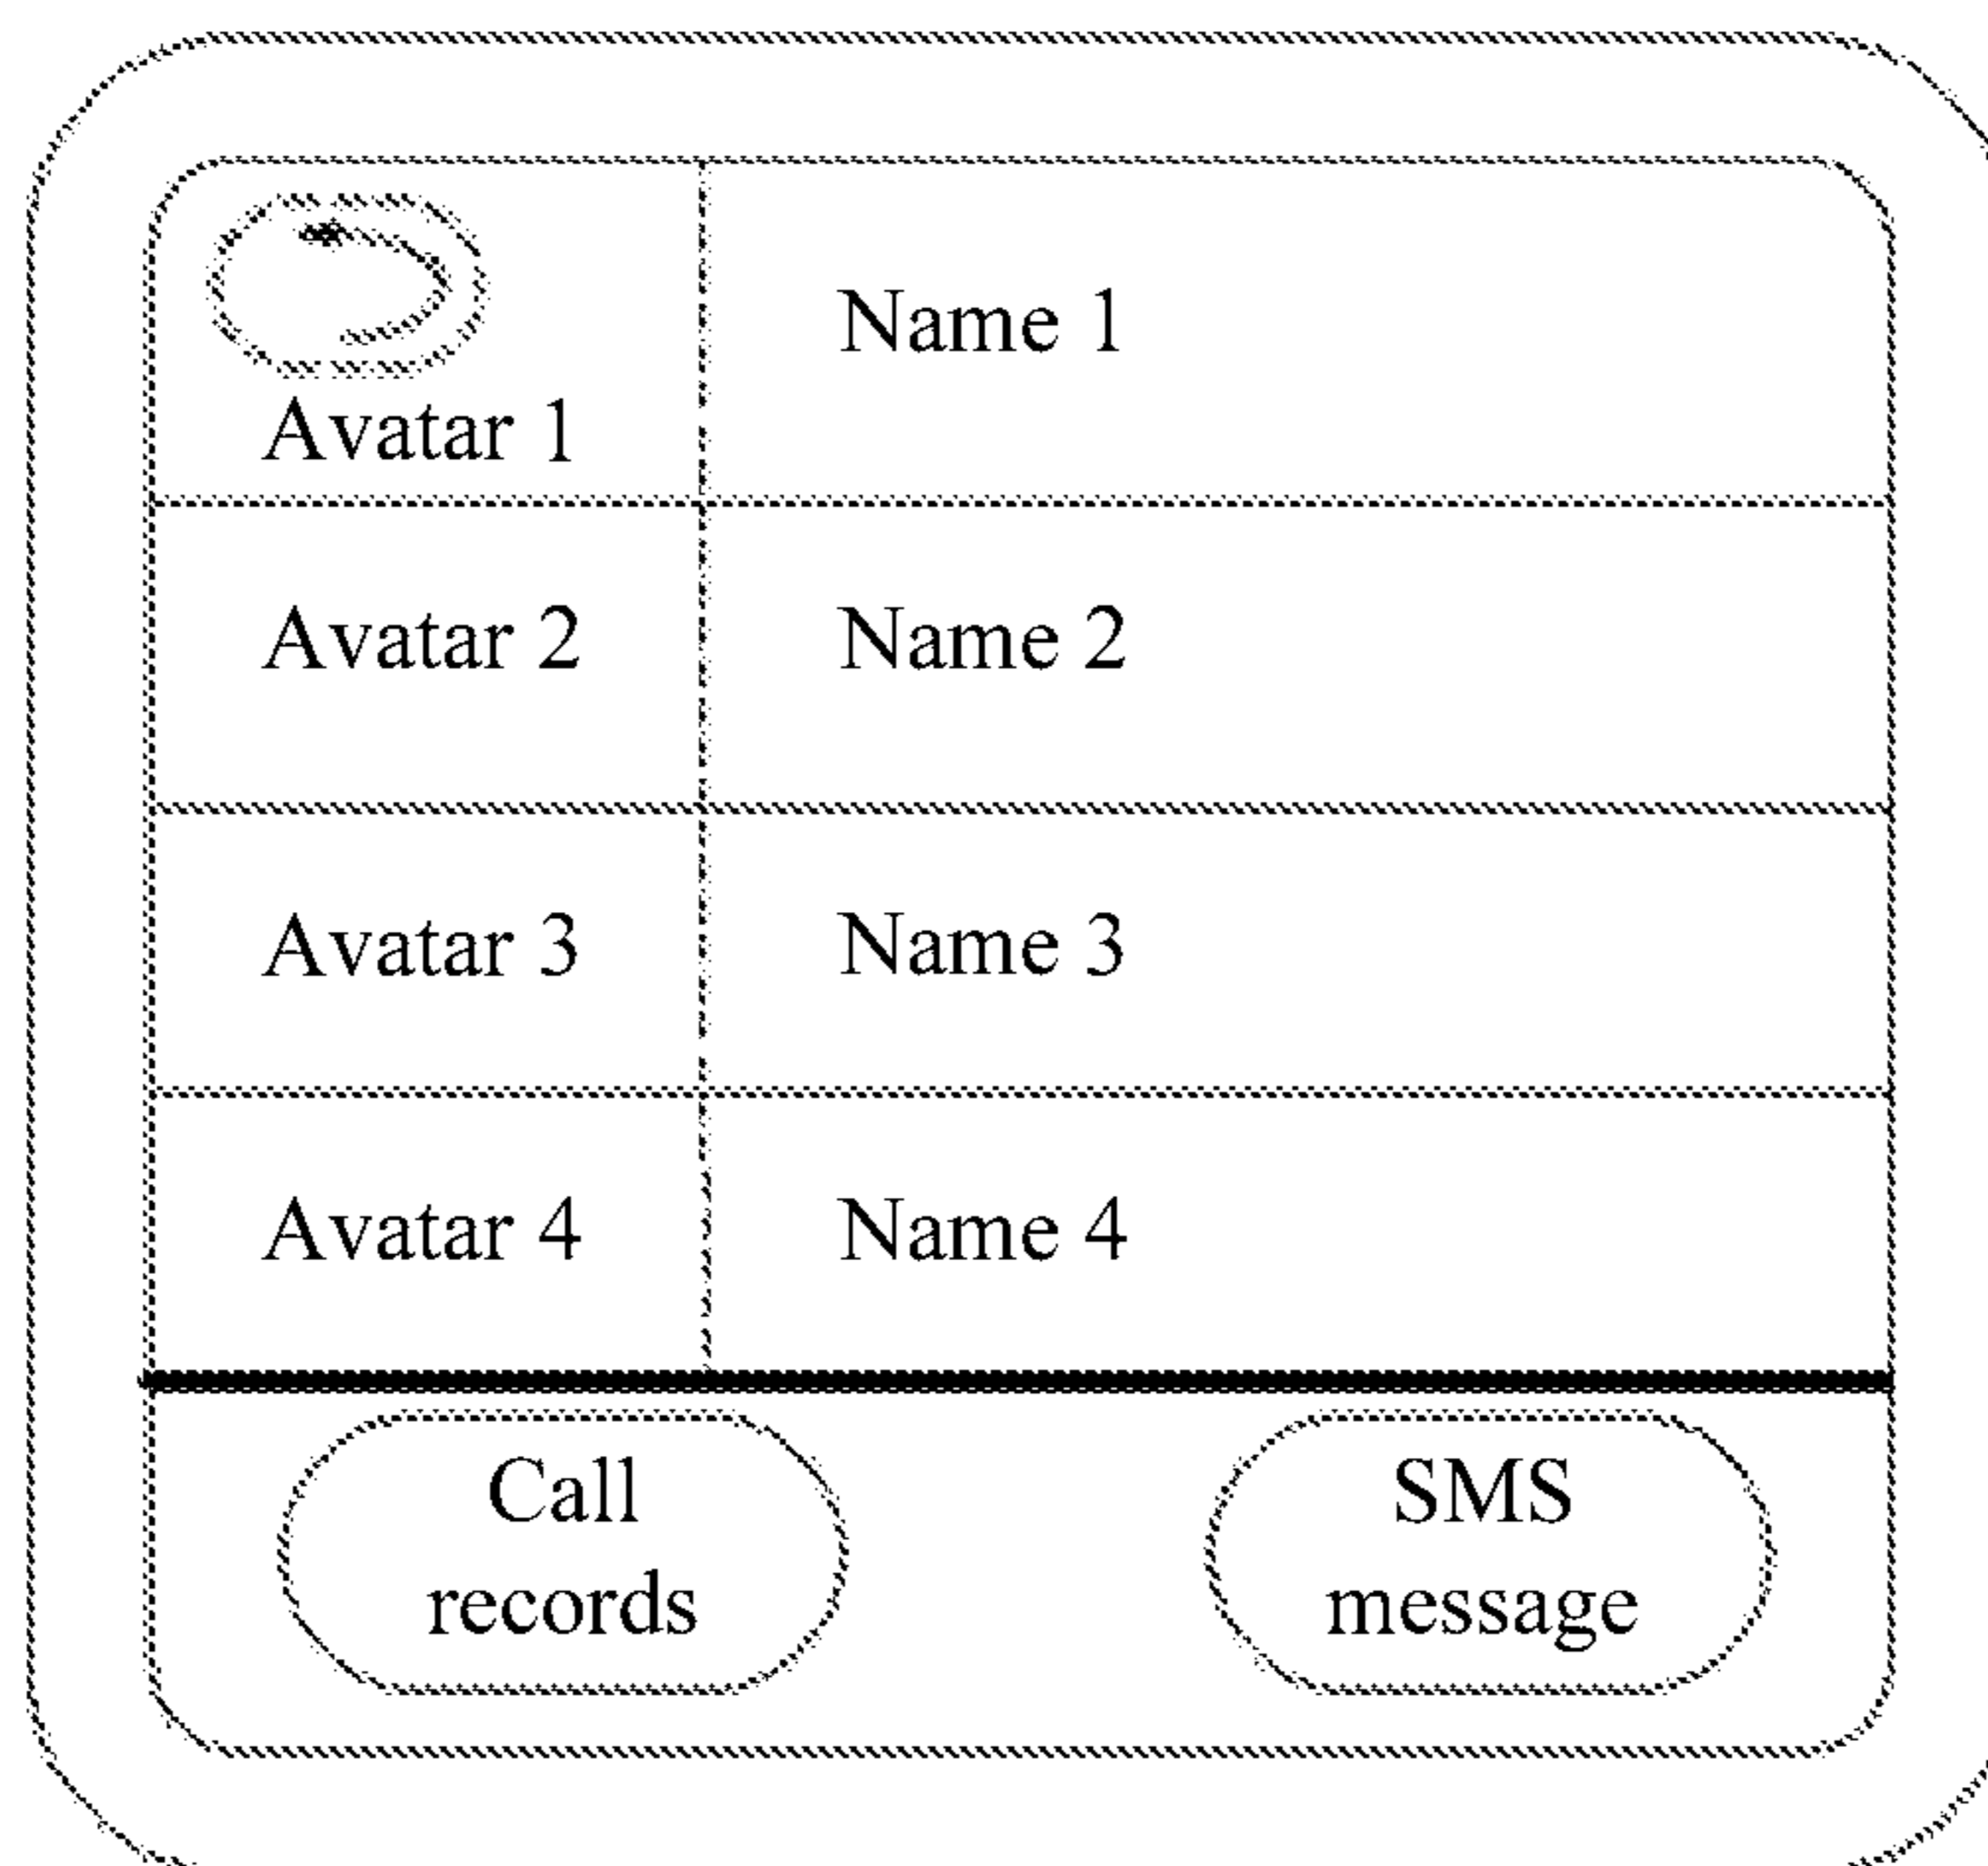 Name 1
Avatar 1
Avatar 2 Name 2
Avatar 3 Name 3
Avatar 4 Name 4
Call
records
SMS
message